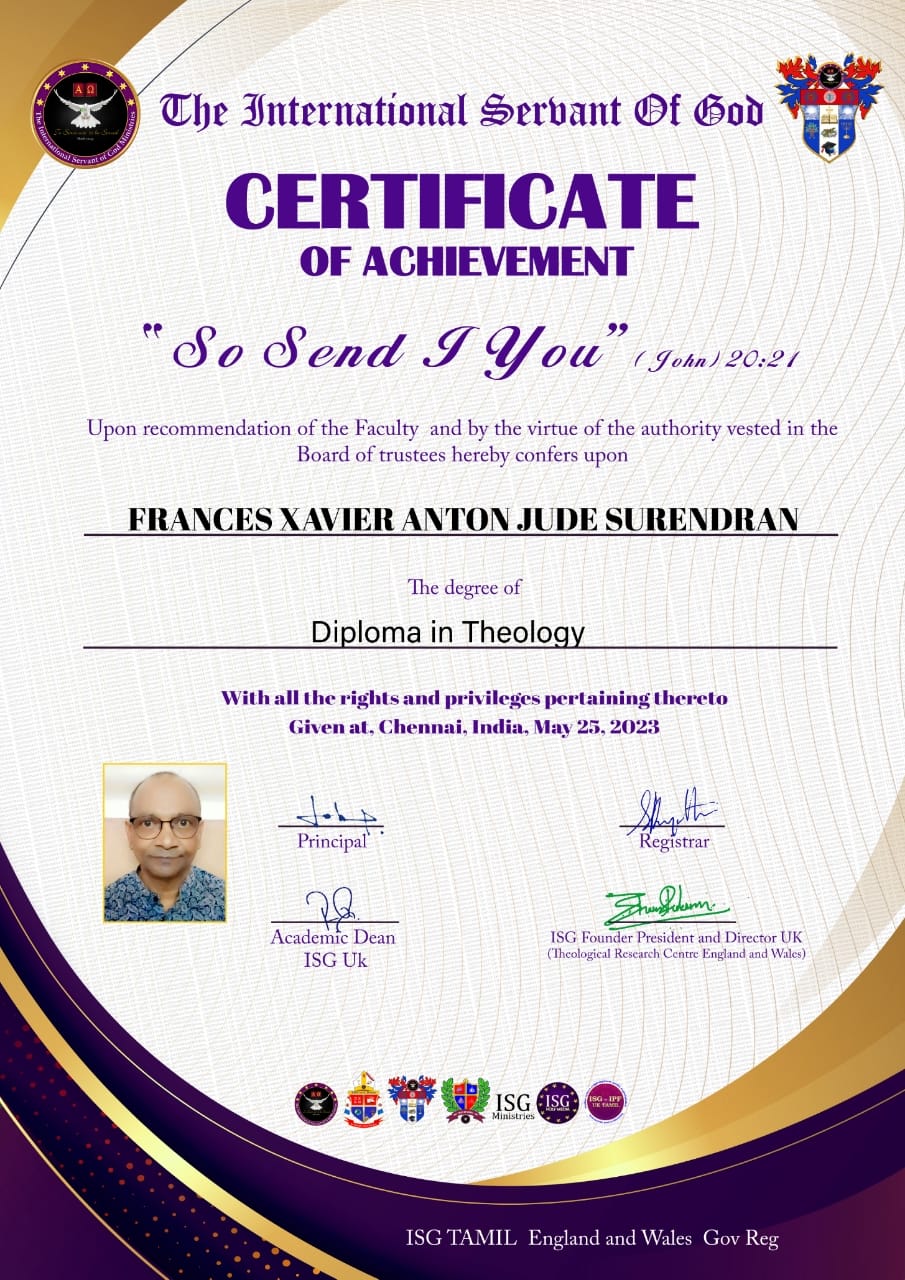 The International Servant Of God
CERTIFICATE
OF ACHIEVEMENT
"So Send I You" (John) 20:21
Upon recommendation of the Faculty and by the virtue of the authority vested in the
Board of trustees hereby confers upon
FRANCES XAVIER ANTON JUDE SURENDRAN
The degree of
Diploma in Theology
With all the rights and privileges pertaining thereto
Given at, Chennai, India, May 25, 2023
Principal
Registrar
Academic Dean
ISG Uk
ISG Founder President and Director UK
(Theological Research Centre England and Wales)
ISG
Ministries
ISG
ISG - IPF
UK TAMIL
ISG TAMIL England and Wales Gov Reg
The International Servant of God Ministries
Α Ω